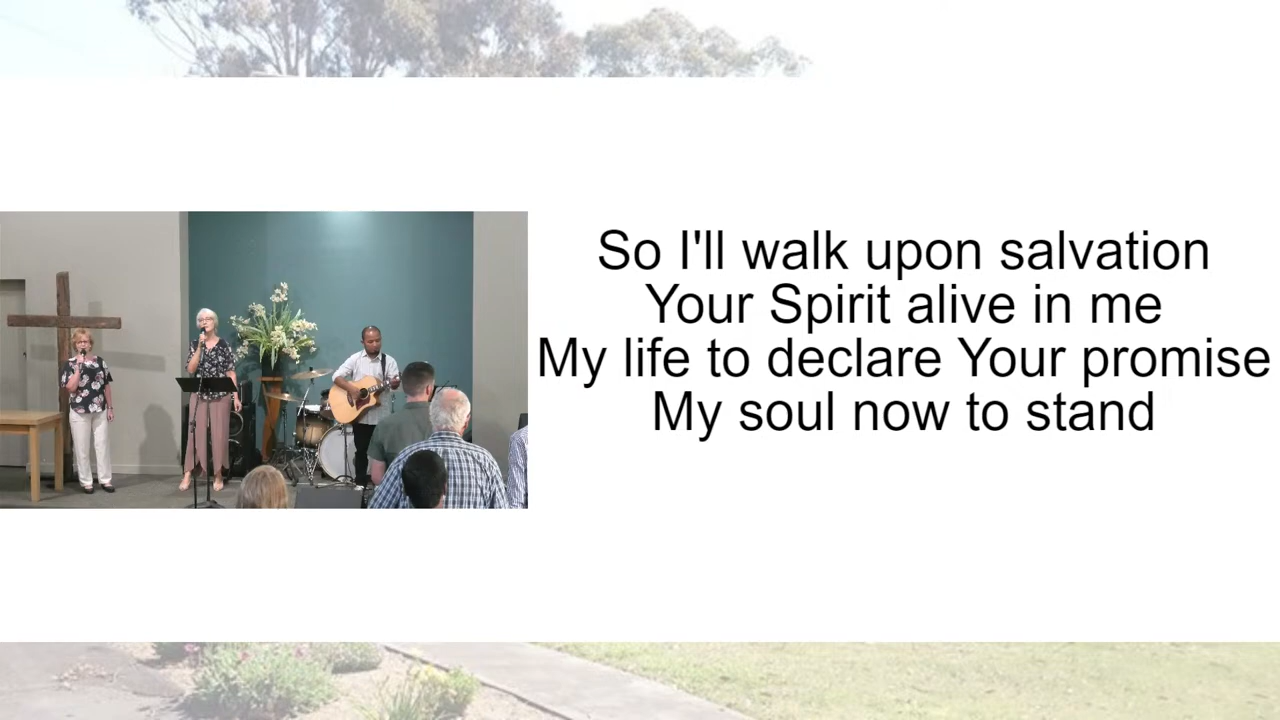 So I'll walk upon salvation
Your Spirit alive in me
My life to declare Your promise
My soul now to stand